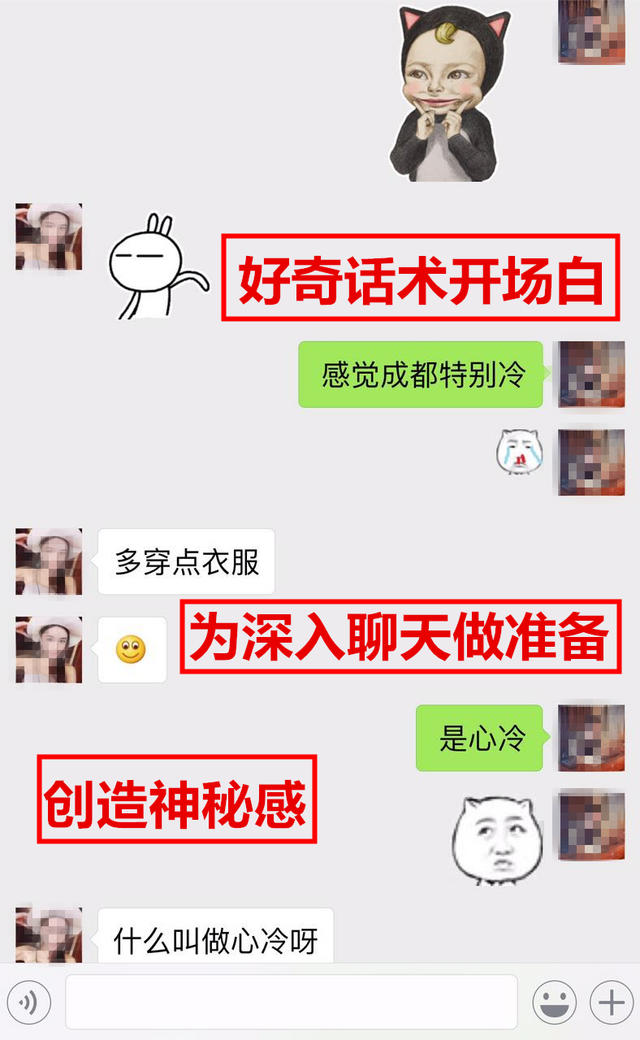 好奇话术开场白
感觉成都特别冷
多穿点衣服
为深入聊天做准备
是心冷
创造神秘感
什么叫做心冷呀